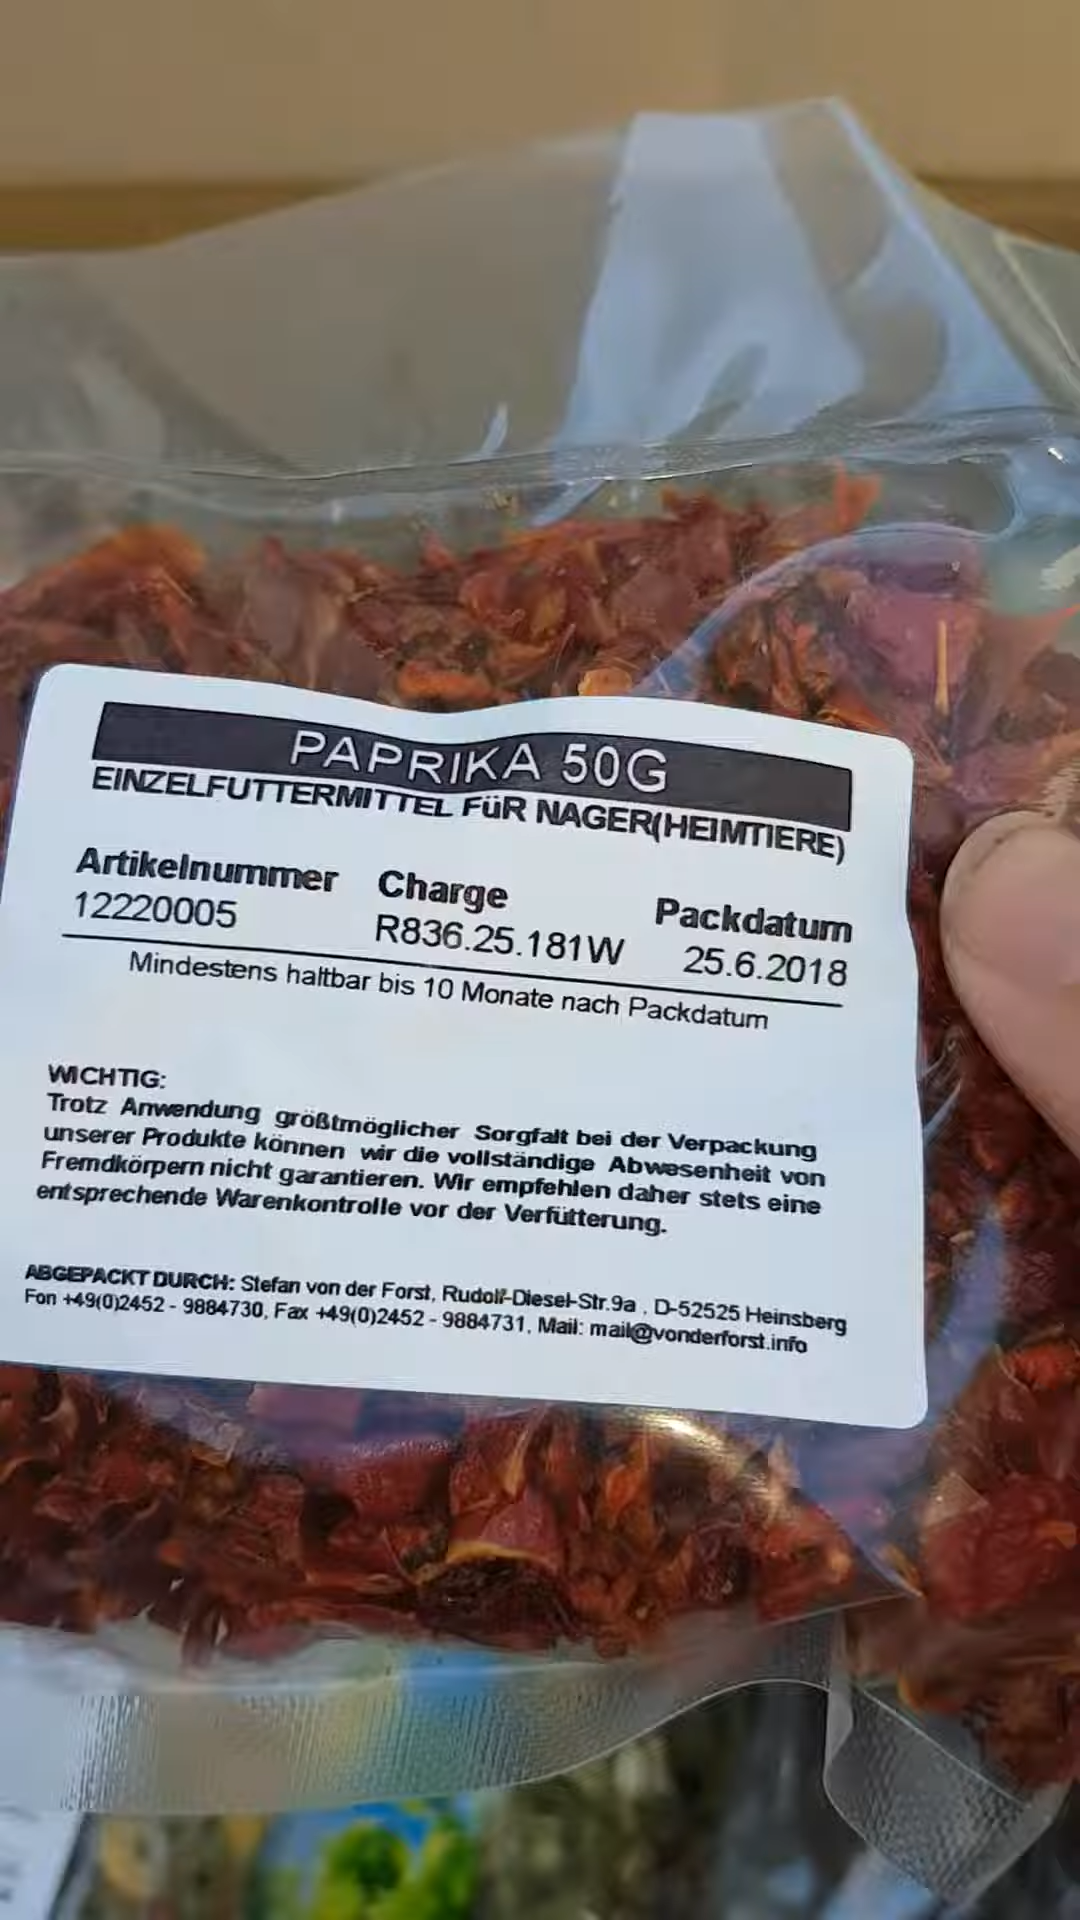 PAPRIKA 50G
EINZELFUTTERMITTEL FüR NAGER(HEIMTIERE)
Artikelnummer Charge Packdatum
12220005 R836.25.181W 25.6.2018
Mindestens haltbar bis 10 Monate nach Packdatum
WICHTIG:
Trotz Anwendung größtmöglicher Sorgfalt bei der Verpackung
unserer Produkte können wir die vollständige Abwesenheit von
Fremdkörpern nicht garantieren. Wir empfehlen daher stets eine
entsprechende Warenkontrolle vor der Verfütterung.
ABGEPACKT DURCH: Stefan von der Forst, Rudolf-Diesel-Str.9a , D-52525 Heinsberg
Fon +49(0)2452 - 9884730, Fax +49(0)2452 - 9884731, Mail: mail@vonderforst.info